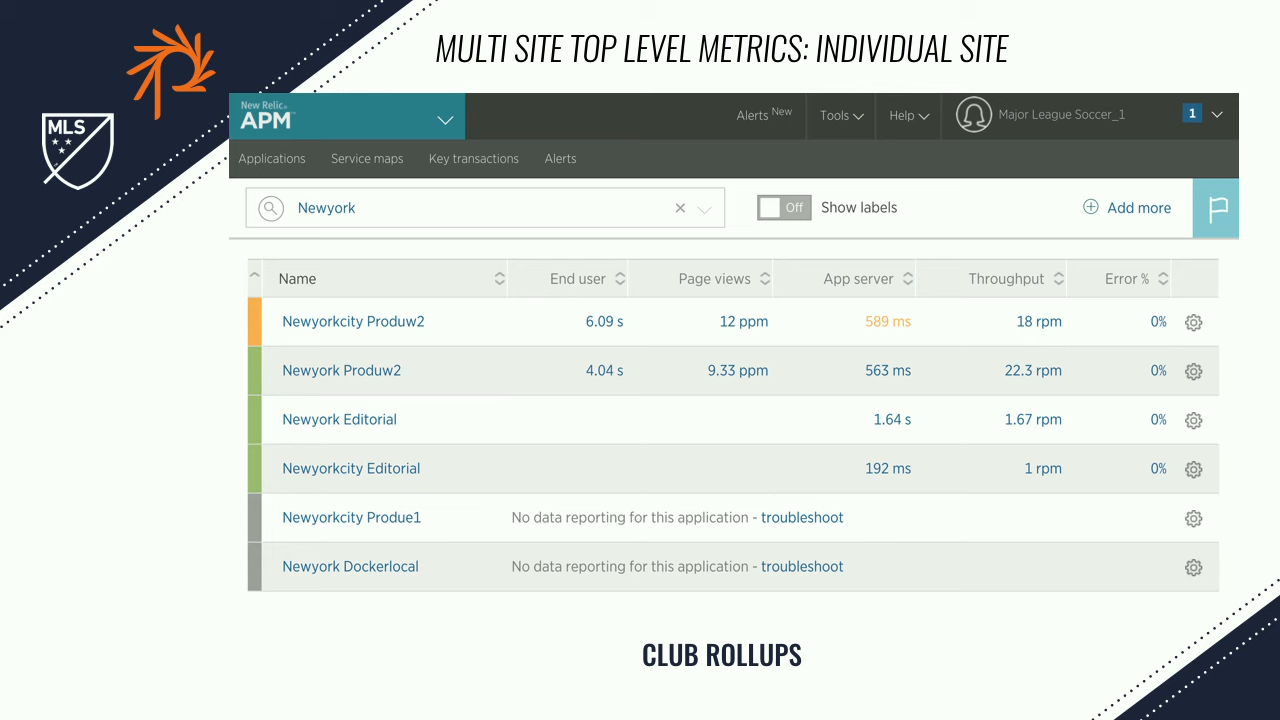 MULTI SITE TOP LEVEL METRICS: INDIVIDUAL SITE
MLS
New Relic®
APM™
Alerts New
Tools
Help
Major League Soccer_1
1
Applications
Service maps
Key transactions
Alerts
Newyork
Off
Show labels
Add more
Name End user Page views App server Throughput Error %
Newyorkcity Produw2 6.09 s 12 ppm 589 ms 18 rpm 0%
Newyork Produw2 4.04 s 9.33 ppm 563 ms 22.3 rpm 0%
Newyork Editorial 1.64 s 1.67 rpm 0%
Newyorkcity Editorial 192 ms 1 rpm 0%
Newyorkcity Produe1 No data reporting for this application - troubleshoot
Newyork Dockerlocal No data reporting for this application - troubleshoot
CLUB ROLLUPS